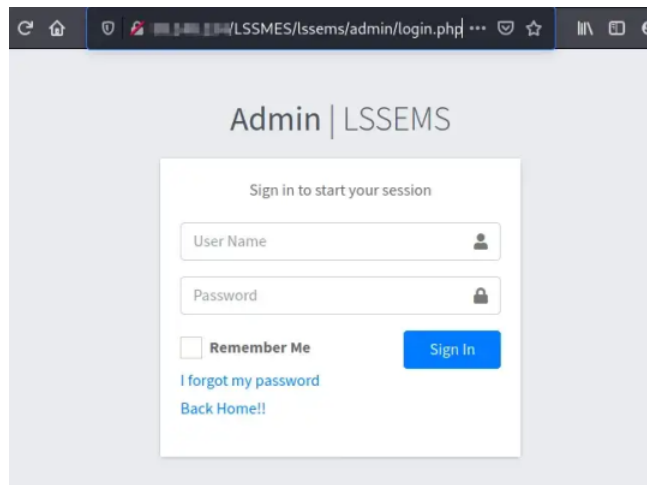 /LSSMES/lssems/admin/login.php
Admin | LSSEMS
Sign in to start your session
User Name
Password
Remember Me
Sign In
I forgot my password
Back Home!!